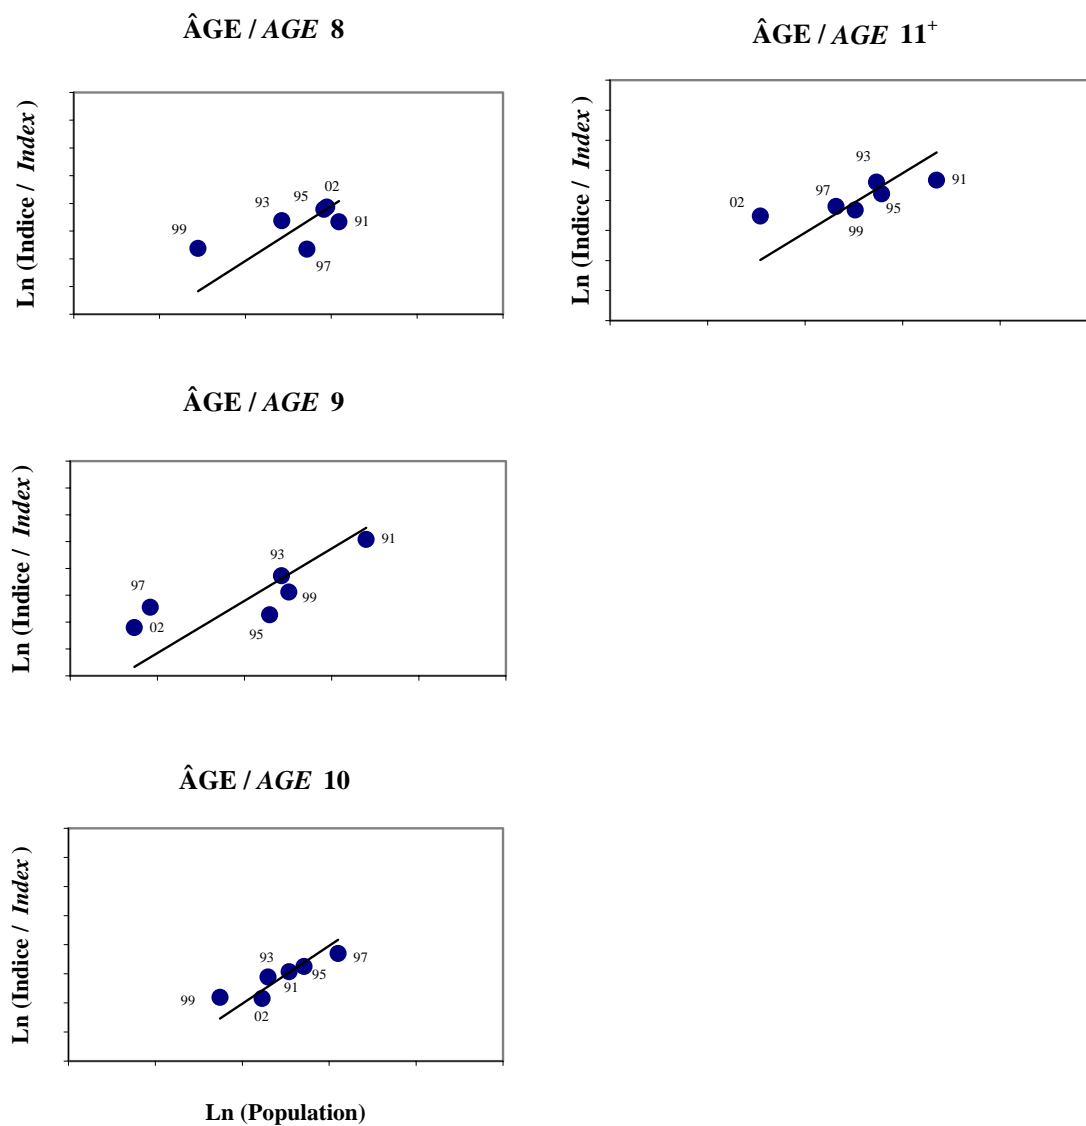 ÂGE / AGE 8
Ln (Indice / Index )
99
93
95
02
91
97
ÂGE / AGE 11+
Ln (Indice / Index )
02
97
93
99
95
91
ÂGE / AGE 9
Ln (Indice / Index )
97
02
93
95
99
91
ÂGE / AGE 10
Ln (Indice / Index )
99
93
02
91
95
97
Ln (Population)